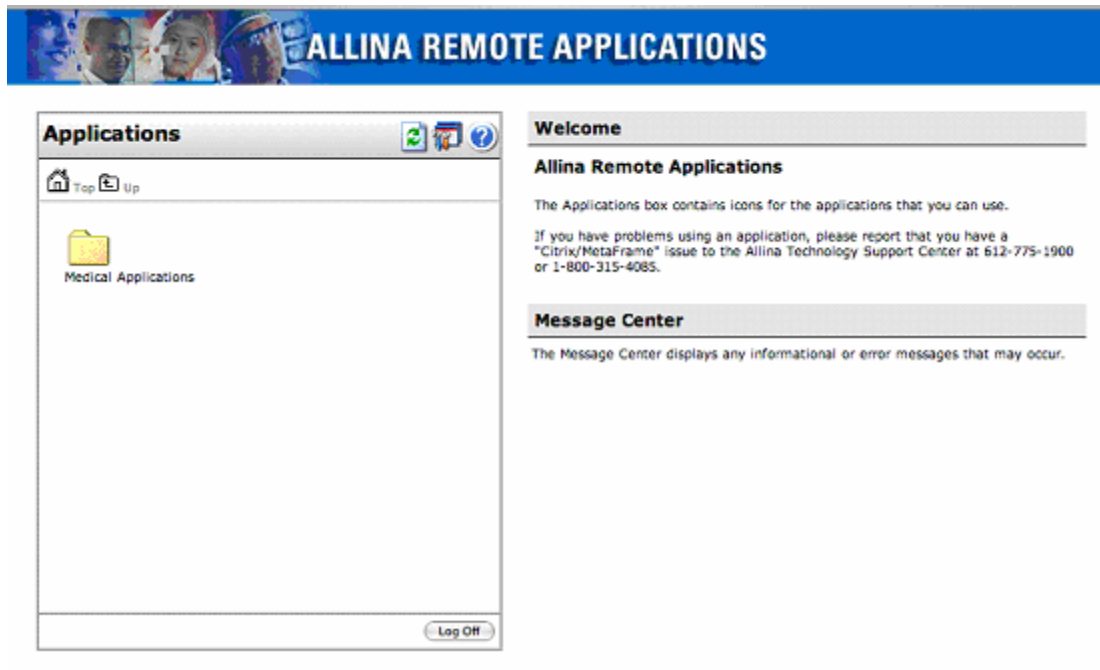 ALLINA REMOTE APPLICATIONS
Applications
Top Up
Medical Applications
Log Off
Welcome
Allina Remote Applications
The Applications box contains icons for the applications that you can use.
If you have problems using an application, please report that you have a
"Citrix/MetaFrame" issue to the Allina Technology Support Center at 612-775-1900
or 1-800-315-4085.
Message Center
The Message Center displays any informational or error messages that may occur.